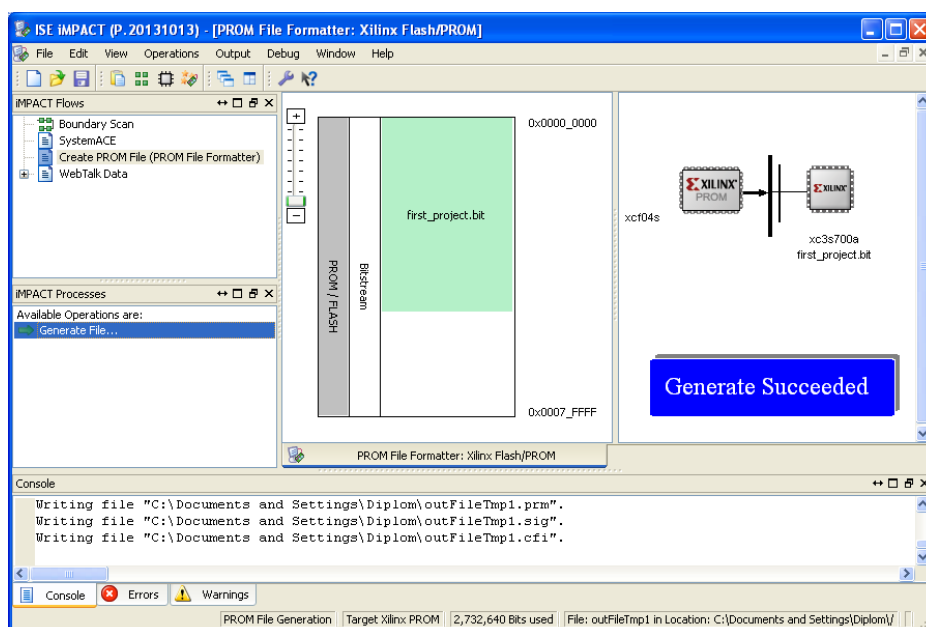 ISE iMPACT (P.20131013) - [PROM File Formatter: Xilinx Flash/PROM]
File Edit View Operations Output Debug Window Help
iMPACT Flows
Boundary Scan
SystemACE
Create PROM File (PROM File Formatter)
WebTalk Data
iMPACT Processes
Available Operations are:
Generate File...
PROM / FLASH
Bitstream
first_project.bit
0x0000_0000
0x0007_FFFF
PROM File Formatter: Xilinx Flash/PROM
xcf04s
XILINX
PROM
XILINX
xc3s700a
first_project.bit
Generate Succeeded
Console
Writing file "C:\Documents and Settings\Diplom\outFileTmp1.prm".
Writing file "C:\Documents and Settings\Diplom\outFileTmp1.sig".
Writing file "C:\Documents and Settings\Diplom\outFileTmp1.cfi".
Console Errors Warnings
PROM File Generation Target Xilinx PROM 2,732,640 Bits used File: outFileTmp1 in Location: C:\Documents and Settings\Diplom\/